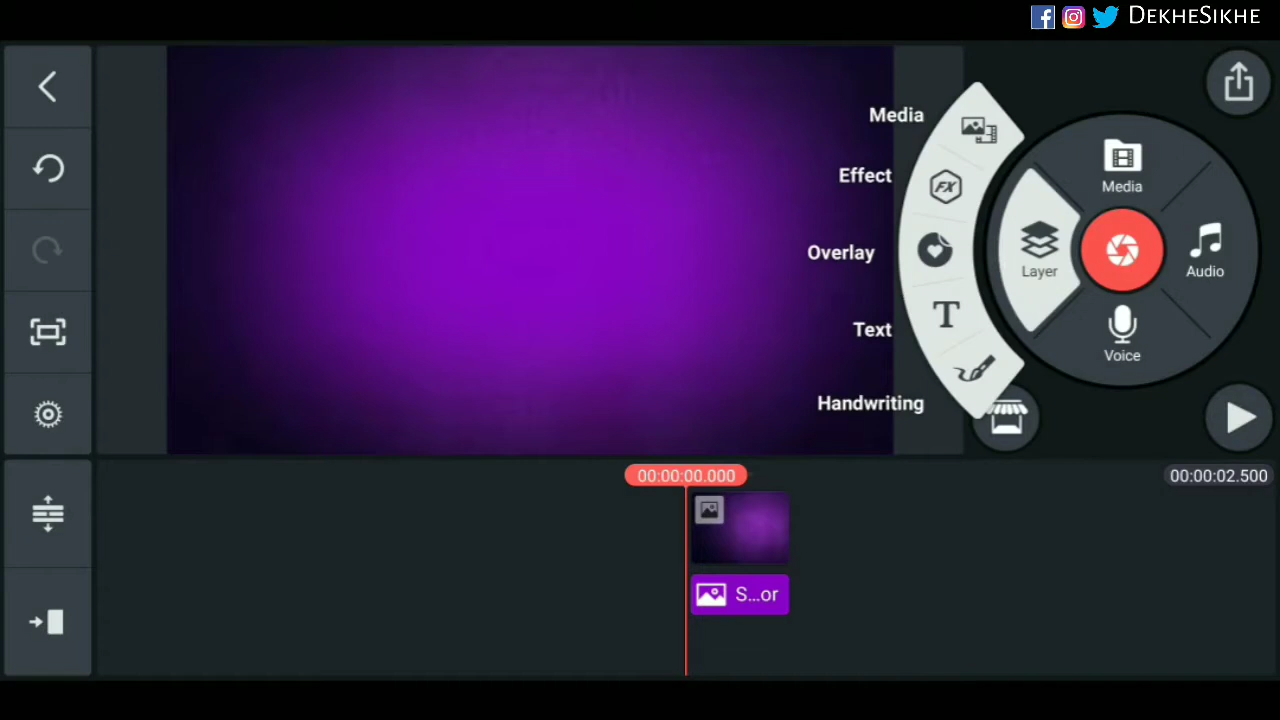 DEKHESIKHE
Media
Effect
FX
Overlay
Text
T
Handwriting
Media
Layer
Audio
Voice
00:00:00.000
00:00:02.500
S...or